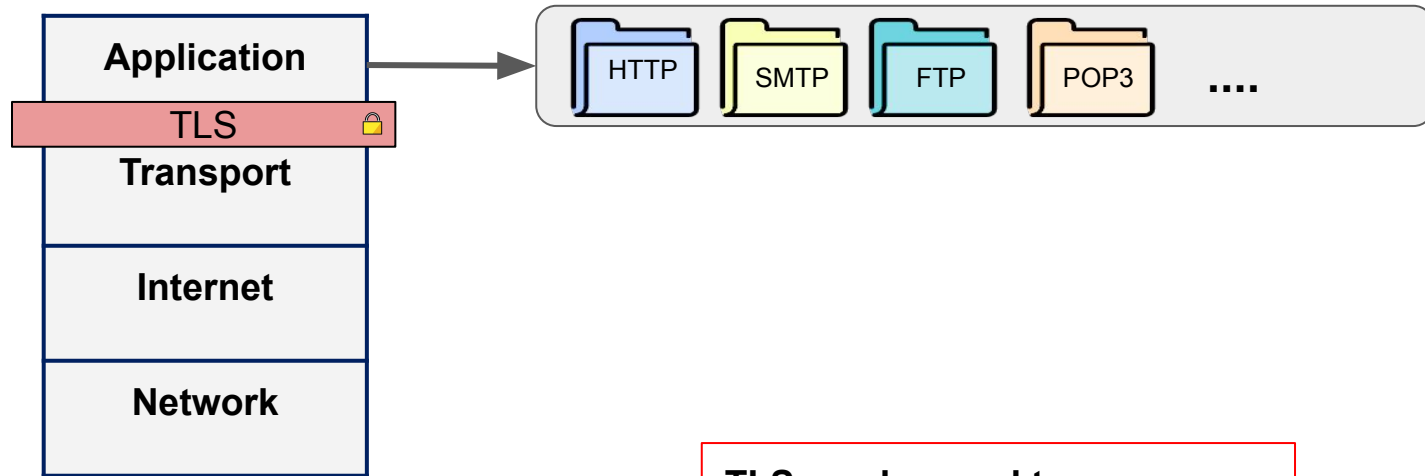 Application
HTTP
SMTP
FTP
POP3
....
TLS
Transport
Internet
Network